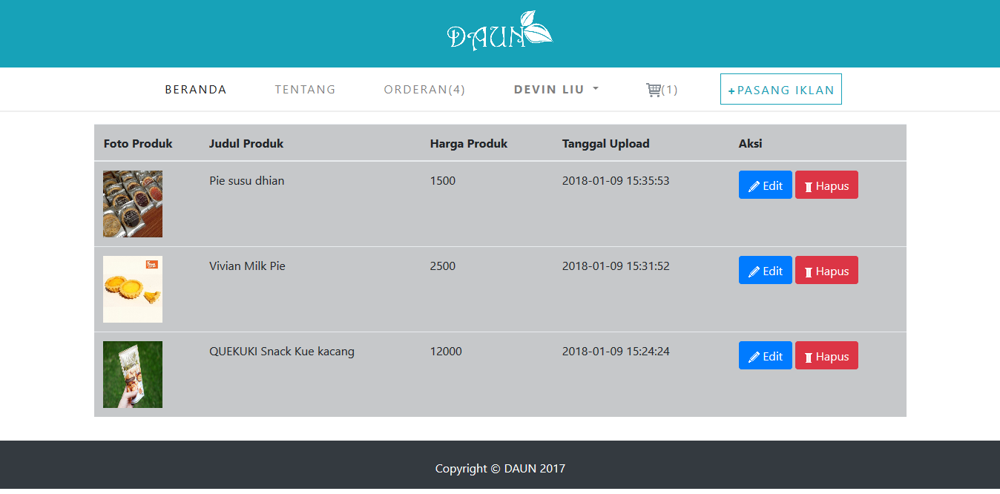 DAUN
BERANDA TENTANG ORDERAN(4) DEVIN LIU (1) +PASANG IKLAN
Foto Produk Judul Produk Harga Produk Tanggal Upload Aksi
Pie susu dhian 1500 2018-01-09 15:35:53 Edit Hapus
Vivian Milk Pie 2500 2018-01-09 15:31:52 Edit Hapus
QUEKUKI Snack Kue kacang 12000 2018-01-09 15:24:24 Edit Hapus
Copyright © DAUN 2017